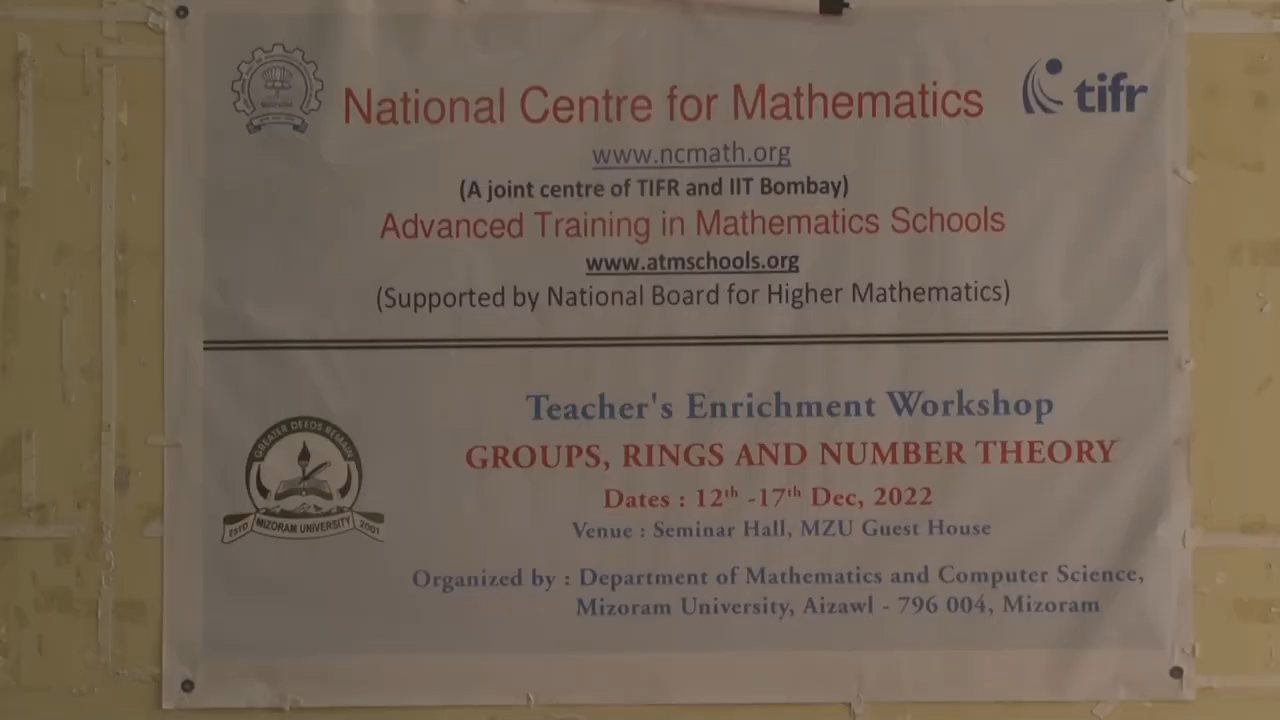 National Centre for Mathematics
tifr
www.ncmath.org
(A joint centre of TIFR and IIT Bombay)
Advanced Training in Mathematics Schools
www.atmschools.org
(Supported by National Board for Higher Mathematics)
Teacher's Enrichment Workshop
GROUPS, RINGS AND NUMBER THEORY
Dates : 12th -17th Dec, 2022
Venue : Seminar Hall, MZU Guest House
GREATER DEEDS REMAIN
ESTD MIZORAM UNIVERSITY 2001
Organized by : Department of Mathematics and Computer Science,
Mizoram University, Aizawl - 796 004, Mizoram